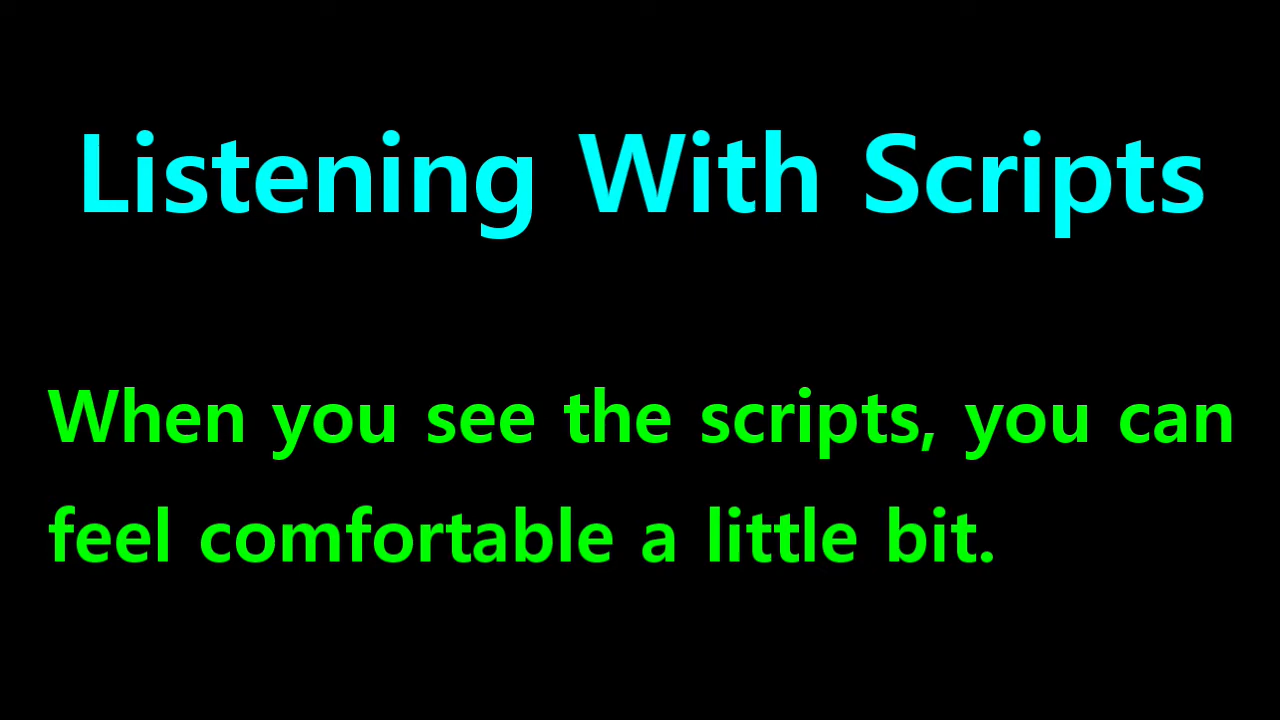 Listening With Scripts
When you see the scripts, you can
feel comfortable a little bit.